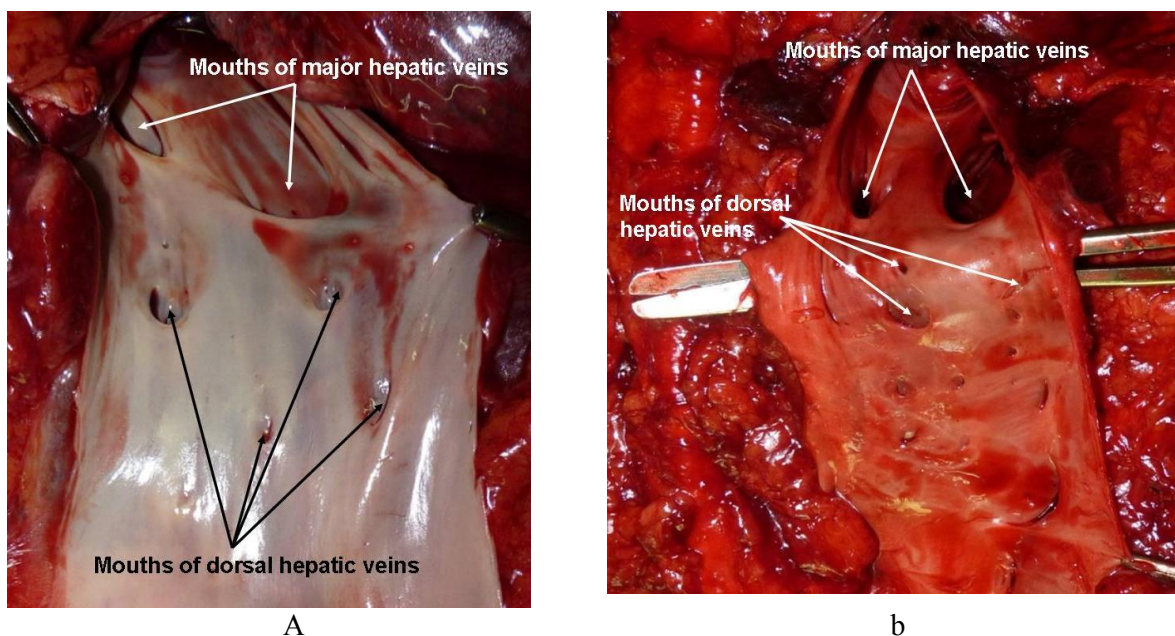 Mouths of major hepatic veins
Mouths of dorsal hepatic veins
A
Mouths of major hepatic veins
Mouths of dorsal
hepatic veins
b